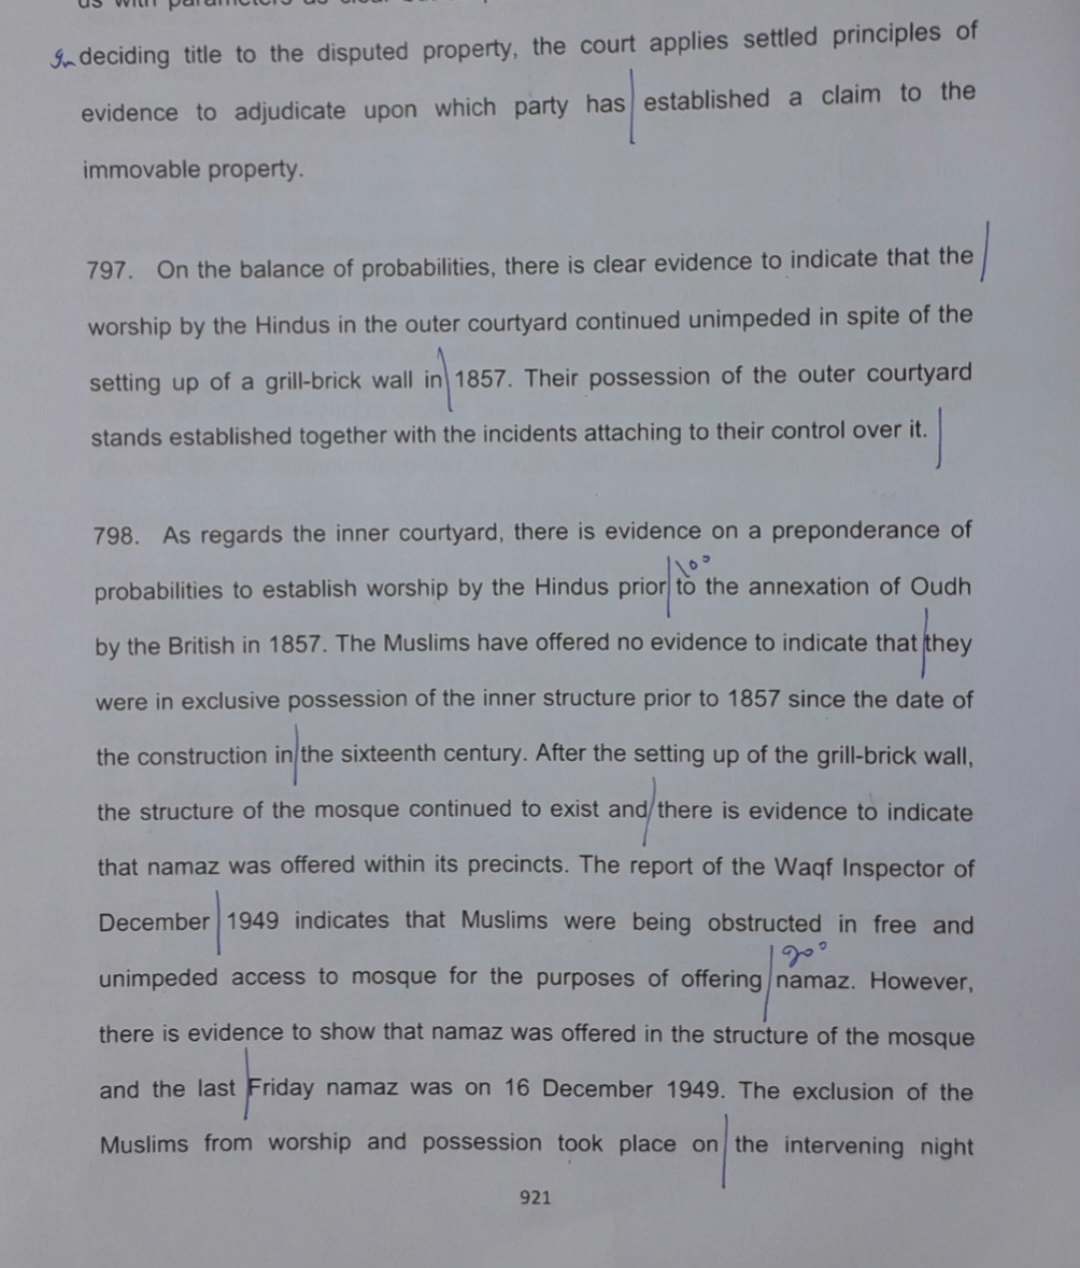 In deciding title to the disputed property, the court applies settled principles of
evidence to adjudicate upon which party has established a claim to the
immovable property.
797. On the balance of probabilities, there is clear evidence to indicate that the
worship by the Hindus in the outer courtyard continued unimpeded in spite of the
setting up of a grill-brick wall in 1857. Their possession of the outer courtyard
stands established together with the incidents attaching to their control over it.
798. As regards the inner courtyard, there is evidence on a preponderance of
100
probabilities to establish worship by the Hindus prior to the annexation of Oudh
by the British in 1857. The Muslims have offered no evidence to indicate that they
were in exclusive possession of the inner structure prior to 1857 since the date of
the construction in the sixteenth century. After the setting up of the grill-brick wall,
the structure of the mosque continued to exist and there is evidence to indicate
that namaz was offered within its precincts. The report of the Waqf Inspector of
December 1949 indicates that Muslims were being obstructed in free and
unimpeded access to mosque for the purposes of offering namaz. However,
there is evidence to show that namaz was offered in the structure of the mosque
and the last Friday namaz was on 16 December 1949. The exclusion of the
Muslims from worship and possession took place on the intervening night
921